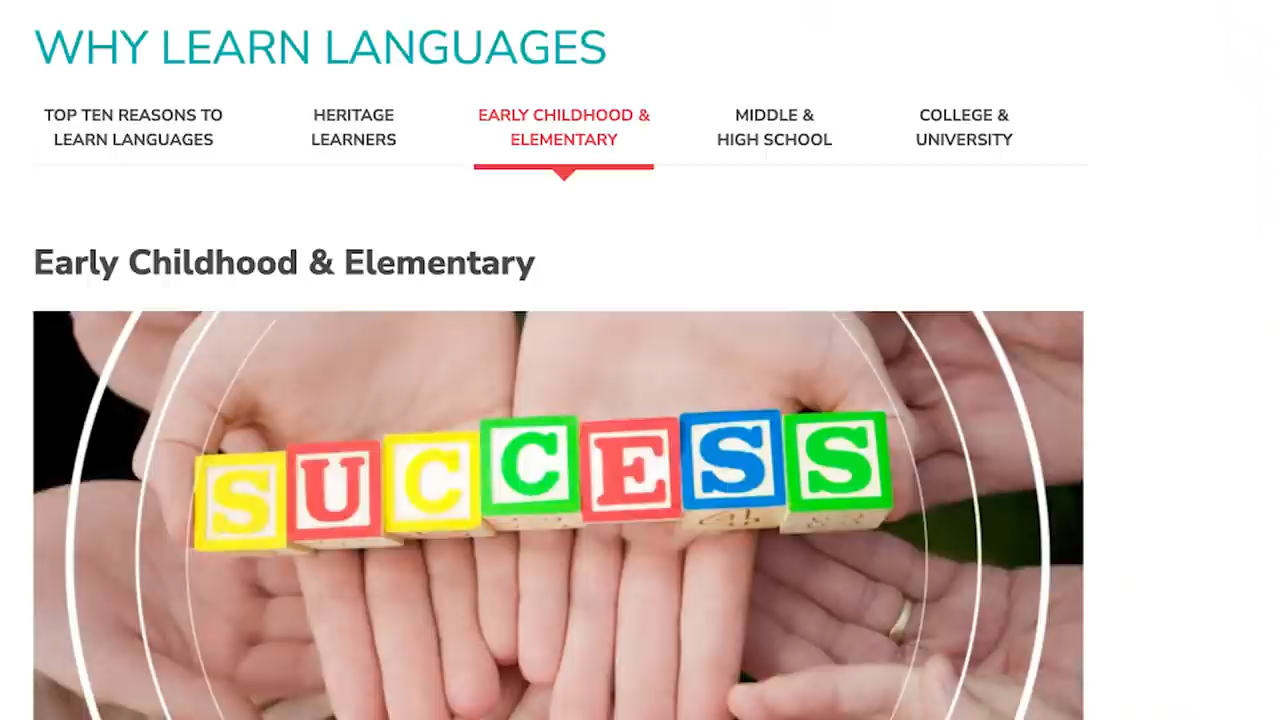 WHY LEARN LANGUAGES
TOP TEN REASONS TO
LEARN LANGUAGES
HERITAGE
LEARNERS
EARLY CHILDHOOD &
ELEMENTARY
MIDDLE &
HIGH SCHOOL
COLLEGE &
UNIVERSITY
Early Childhood & Elementary
SUCCESS